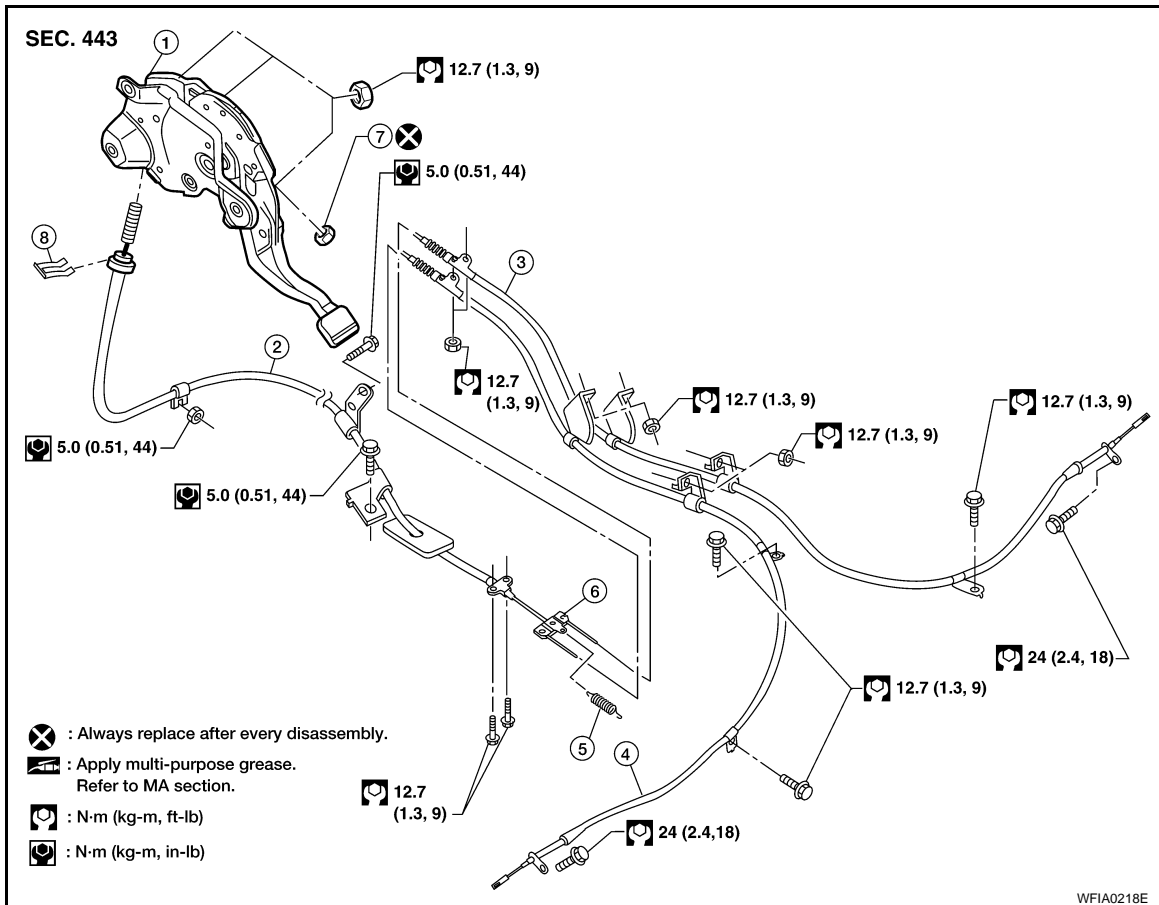 SEC. 443
1
12.7 (1.3, 9)
7
5.0 (0.51, 44)
8
3
2
12.7
(1.3, 9)
12.7 (1.3, 9)
12.7 (1.3, 9)
12.7 (1.3, 9)
5.0 (0.51, 44)
5.0 (0.51, 44)
6
24 (2.4, 18)
12.7 (1.3, 9)
5
4
12.7
(1.3, 9)
24 (2.4,18)
: Always replace after every disassembly.
: Apply multi-purpose grease.
Refer to MA section.
: N·m (kg-m, ft-lb)
: N·m (kg-m, in-lb)
WFIA0218E